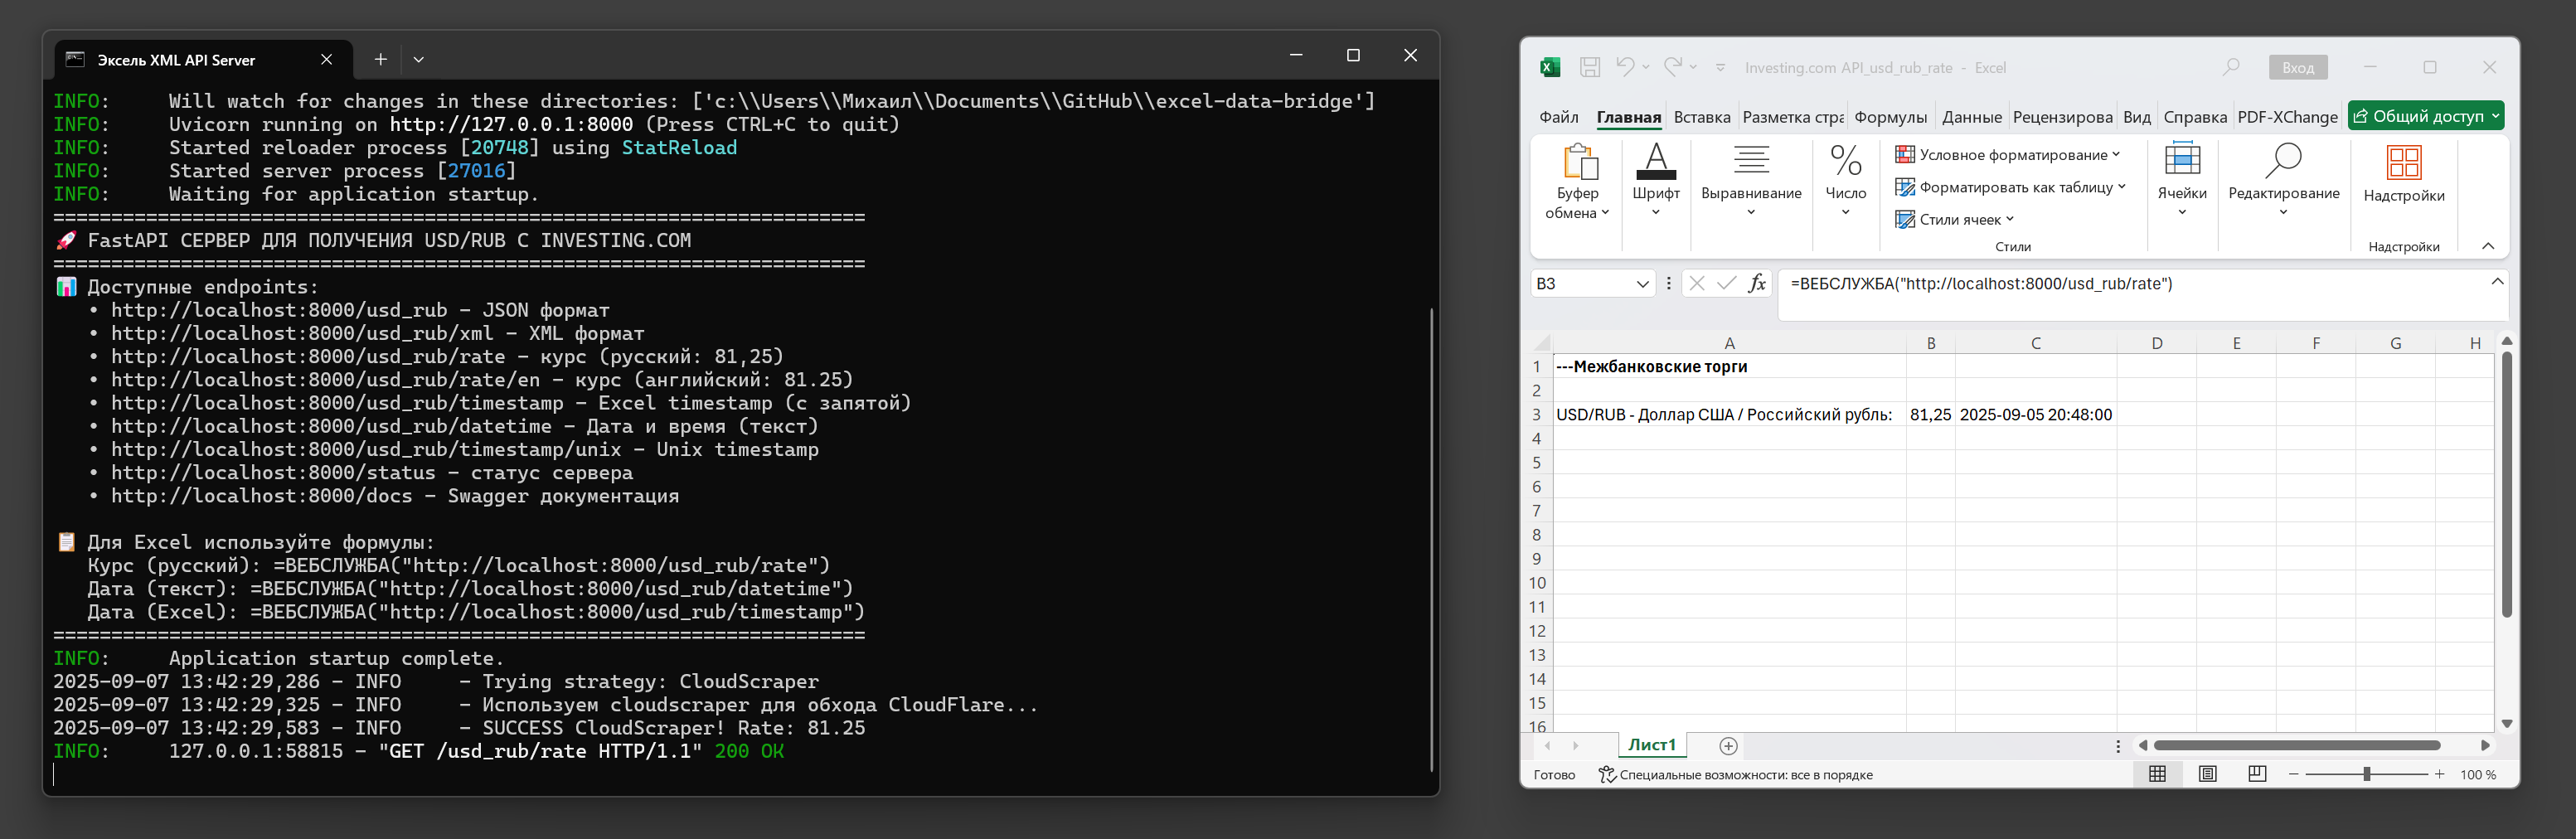 Эксель XML API Server
INFO:     Will watch for changes in these directories: ['c:\\Users\\Михаил\\Documents\\GitHub\\excel-data-bridge']
INFO:     Uvicorn running on http://127.0.0.1:8000 (Press CTRL+C to quit)
INFO:     Started reloader process [20748] using StatReload
INFO:     Started server process [27016]
INFO:     Waiting for application startup.
======================================================================
🚀 FastAPI СЕРВЕР ДЛЯ ПОЛУЧЕНИЯ USD/RUB С INVESTING.COM
======================================================================
📊 Доступные endpoints:
   • http://localhost:8000/usd_rub - JSON формат
   • http://localhost:8000/usd_rub/xml - XML формат
   • http://localhost:8000/usd_rub/rate - курс (русский: 81,25)
   • http://localhost:8000/usd_rub/rate/en - курс (английский: 81.25)
   • http://localhost:8000/usd_rub/timestamp - Excel timestamp (с запятой)
   • http://localhost:8000/usd_rub/datetime - Дата и время (текст)
   • http://localhost:8000/usd_rub/timestamp/unix - Unix timestamp
   • http://localhost:8000/status - статус сервера
   • http://localhost:8000/docs - Swagger документация
📋 Для Excel используйте формулы:
   Курс (русский): =ВЕБСЛУЖБА("http://localhost:8000/usd_rub/rate")
   Дата (текст): =ВЕБСЛУЖБА("http://localhost:8000/usd_rub/datetime")
   Дата (Excel): =ВЕБСЛУЖБА("http://localhost:8000/usd_rub/timestamp")
======================================================================
INFO:     Application startup complete.
2025-09-07 13:42:29,286 - INFO     - Trying strategy: CloudScraper
2025-09-07 13:42:29,325 - INFO     - Используем cloudscraper для обхода CloudFlare...
2025-09-07 13:42:29,583 - INFO     - SUCCESS CloudScraper! Rate: 81.25
INFO:     127.0.0.1:58815 - "GET /usd_rub/rate HTTP/1.1" 200 OK
Investing.com API_usd_rub_rate - Excel
Вход
Файл Главная Вставка Разметка стра Формулы Данные Рецензирова Вид Справка PDF-XChange Общий доступ
Буфер обмена
Шрифт
Выравнивание
Число
Условное форматирование
Форматировать как таблицу
Стили ячеек
Стили
Ячейки
Редактирование
Надстройки
Надстройки
B3
fx
=ВЕБСЛУЖБА("http://localhost:8000/usd_rub/rate")
A B C D E F G H
1 ---Межбанковские торги
2
3 USD/RUB - Доллар США / Российский рубль: 81,25 2025-09-05 20:48:00
4
5
6
7
8
9
10
11
12
13
14
15
16
Лист1
Готово
Специальные возможности: все в порядке
100 %